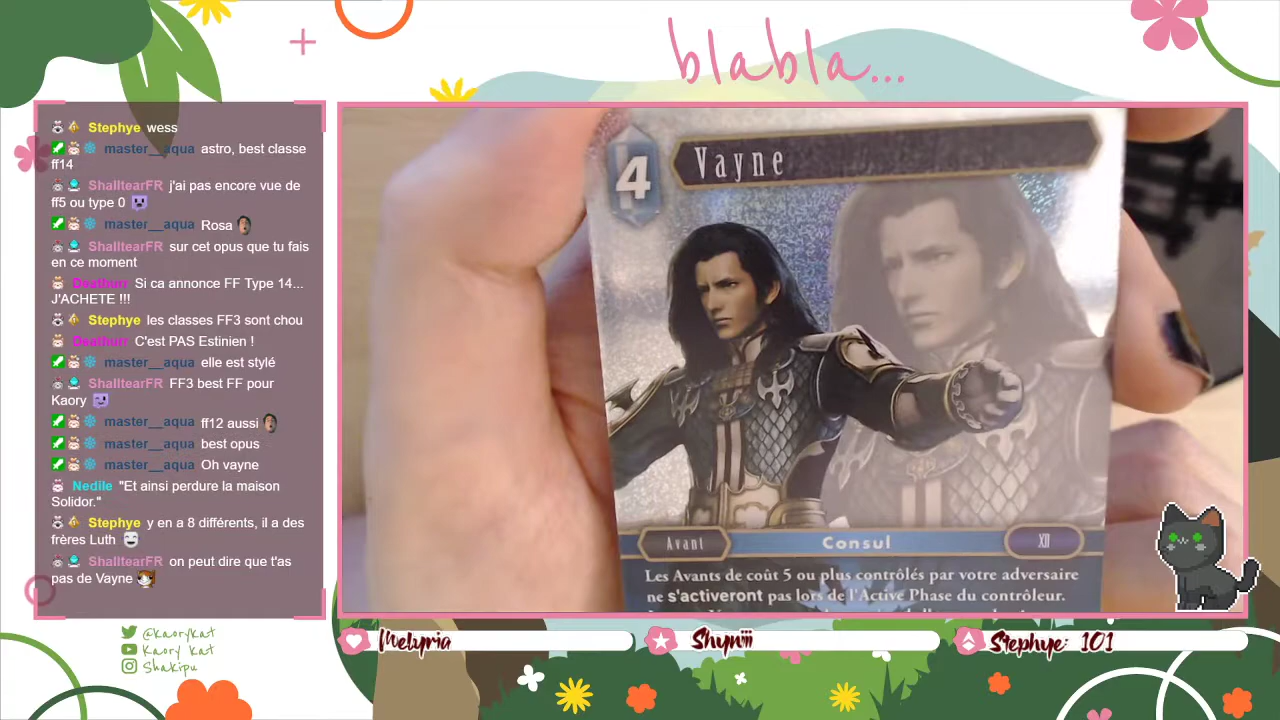 blabla...
Stephye wess
master__aqua astro, best classe
ff14
ShalltearFR j'ai pas encore vue de
ff5 ou type 0
master__aqua Rosa
ShalltearFR sur cet opus que tu fais
en ce moment
Deathurr Si ca annonce FF Type 14...
J'ACHETE !!!
Stephye les classes FF3 sont chou
Deathurr C'est PAS Estinien !
master__aqua elle est stylé
ShalltearFR FF3 best FF pour
Kaory
master__aqua ff12 aussi
master__aqua best opus
master__aqua Oh vayne
Nedile "Et ainsi perdure la maison
Solidor."
Stephye y en a 8 différents, il a des
frères Luth
ShalltearFR on peut dire que t'as
pas de Vayne
4
Vayne
Avant
Consul
XII
Les Avants de coût 5 ou plus contrôlés par votre adversaire
ne s'activeront pas lors de l'Active Phase du contrôleur.
@kaorykat
Kaory kat
Shakipu
Melyria
Shyniii
Stephye: 101